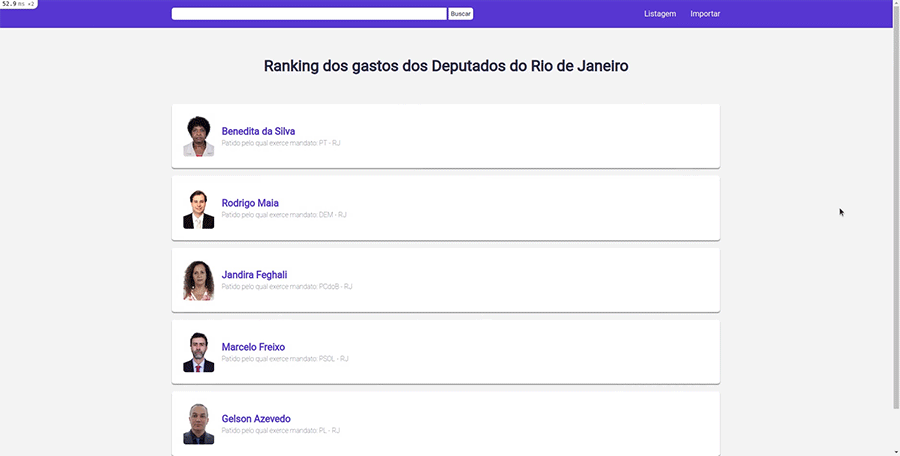 52.9 ms ×2
Buscar
Listagem
Importar
Ranking dos gastos dos Deputados do Rio de Janeiro
Benedita da Silva
Patido pelo qual exerce mandato: PT - RJ
Rodrigo Maia
Patido pelo qual exerce mandato: DEM - RJ
Jandira Feghali
Patido pelo qual exerce mandato: PCdoB - RJ
Marcelo Freixo
Patido pelo qual exerce mandato: PSOL - RJ
Gelson Azevedo
Patido pelo qual exerce mandato: PL - RJ